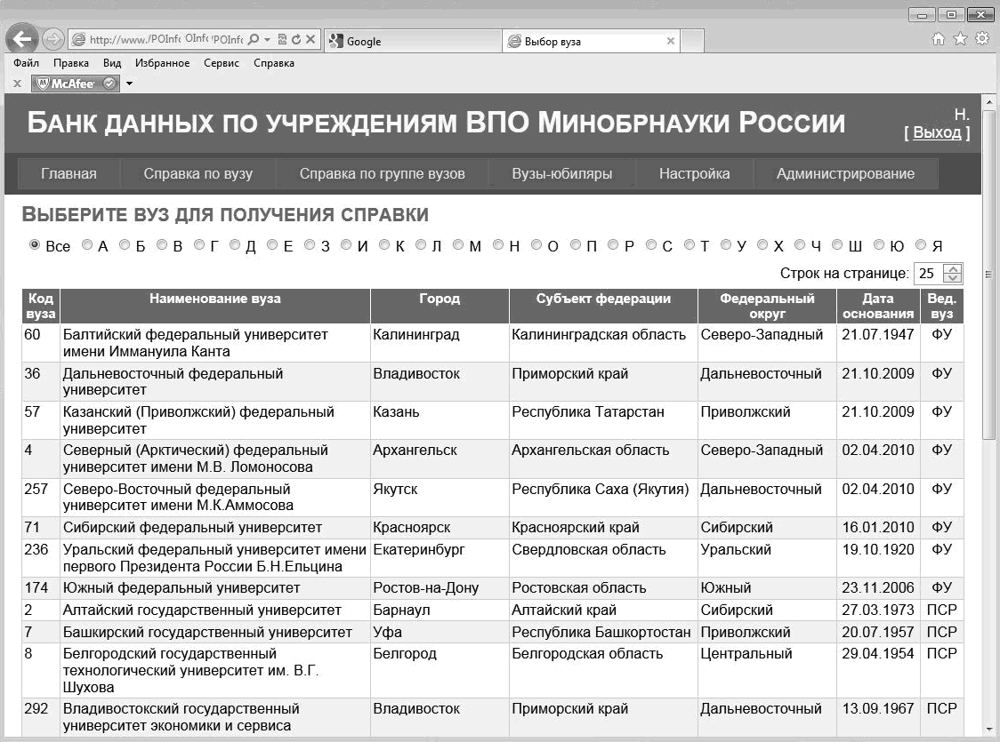 http://www./POInfo
Google
Выбор вуза
Файл Правка Вид Избранное Сервис Справка
McAfee
БАНК ДАННЫХ ПО УЧРЕЖДЕНИЯМ ВПО МИНОБРНАУКИ РОССИИ
Н.
[ Выход ]
Главная Справка по вузу Справка по группе вузов Вузы-юбиляры Настройка Администрирование
ВЫБЕРИТЕ ВУЗ ДЛЯ ПОЛУЧЕНИЯ СПРАВКИ
Все А Б В Г Д Е З И К Л М Н О П Р С Т У Х Ч Ш Ю Я
Строк на странице: 25
Код Наименование вуза Город Субъект федерации Федеральный Дата Вед.
вуза округ основания вуз
60 Балтийский федеральный университет Калининград Калининградская область Северо-Западный 21.07.1947 ФУ
имени Иммануила Канта
36 Дальневосточный федеральный Владивосток Приморский край Дальневосточный 21.10.2009 ФУ
университет
57 Казанский (Приволжский) федеральный Казань Республика Татарстан Приволжский 21.10.2009 ФУ
университет
4 Северный (Арктический) федеральный Архангельск Архангельская область Северо-Западный 02.04.2010 ФУ
университет имени М.В. Ломоносова
257 Северо-Восточный федеральный Якутск Республика Саха (Якутия) Дальневосточный 02.04.2010 ФУ
университет имени М.К.Аммосова
71 Сибирский федеральный университет Красноярск Красноярский край Сибирский 16.01.2010 ФУ
236 Уральский федеральный университет имени Екатеринбург Свердловская область Уральский 19.10.1920 ФУ
первого Президента России Б.Н.Ельцина
174 Южный федеральный университет Ростов-на-Дону Ростовская область Южный 23.11.2006 ФУ
2 Алтайский государственный университет Барнаул Алтайский край Сибирский 27.03.1973 ПСР
7 Башкирский государственный университет Уфа Республика Башкортостан Приволжский 20.07.1957 ПСР
8 Белгородский государственный Белгород Белгородская область Центральный 29.04.1954 ПСР
технологический университет им. В.Г.
Шухова
292 Владивостокский государственный Владивосток Приморский край Дальневосточный 13.09.1967 ПСР
университет экономики и сервиса